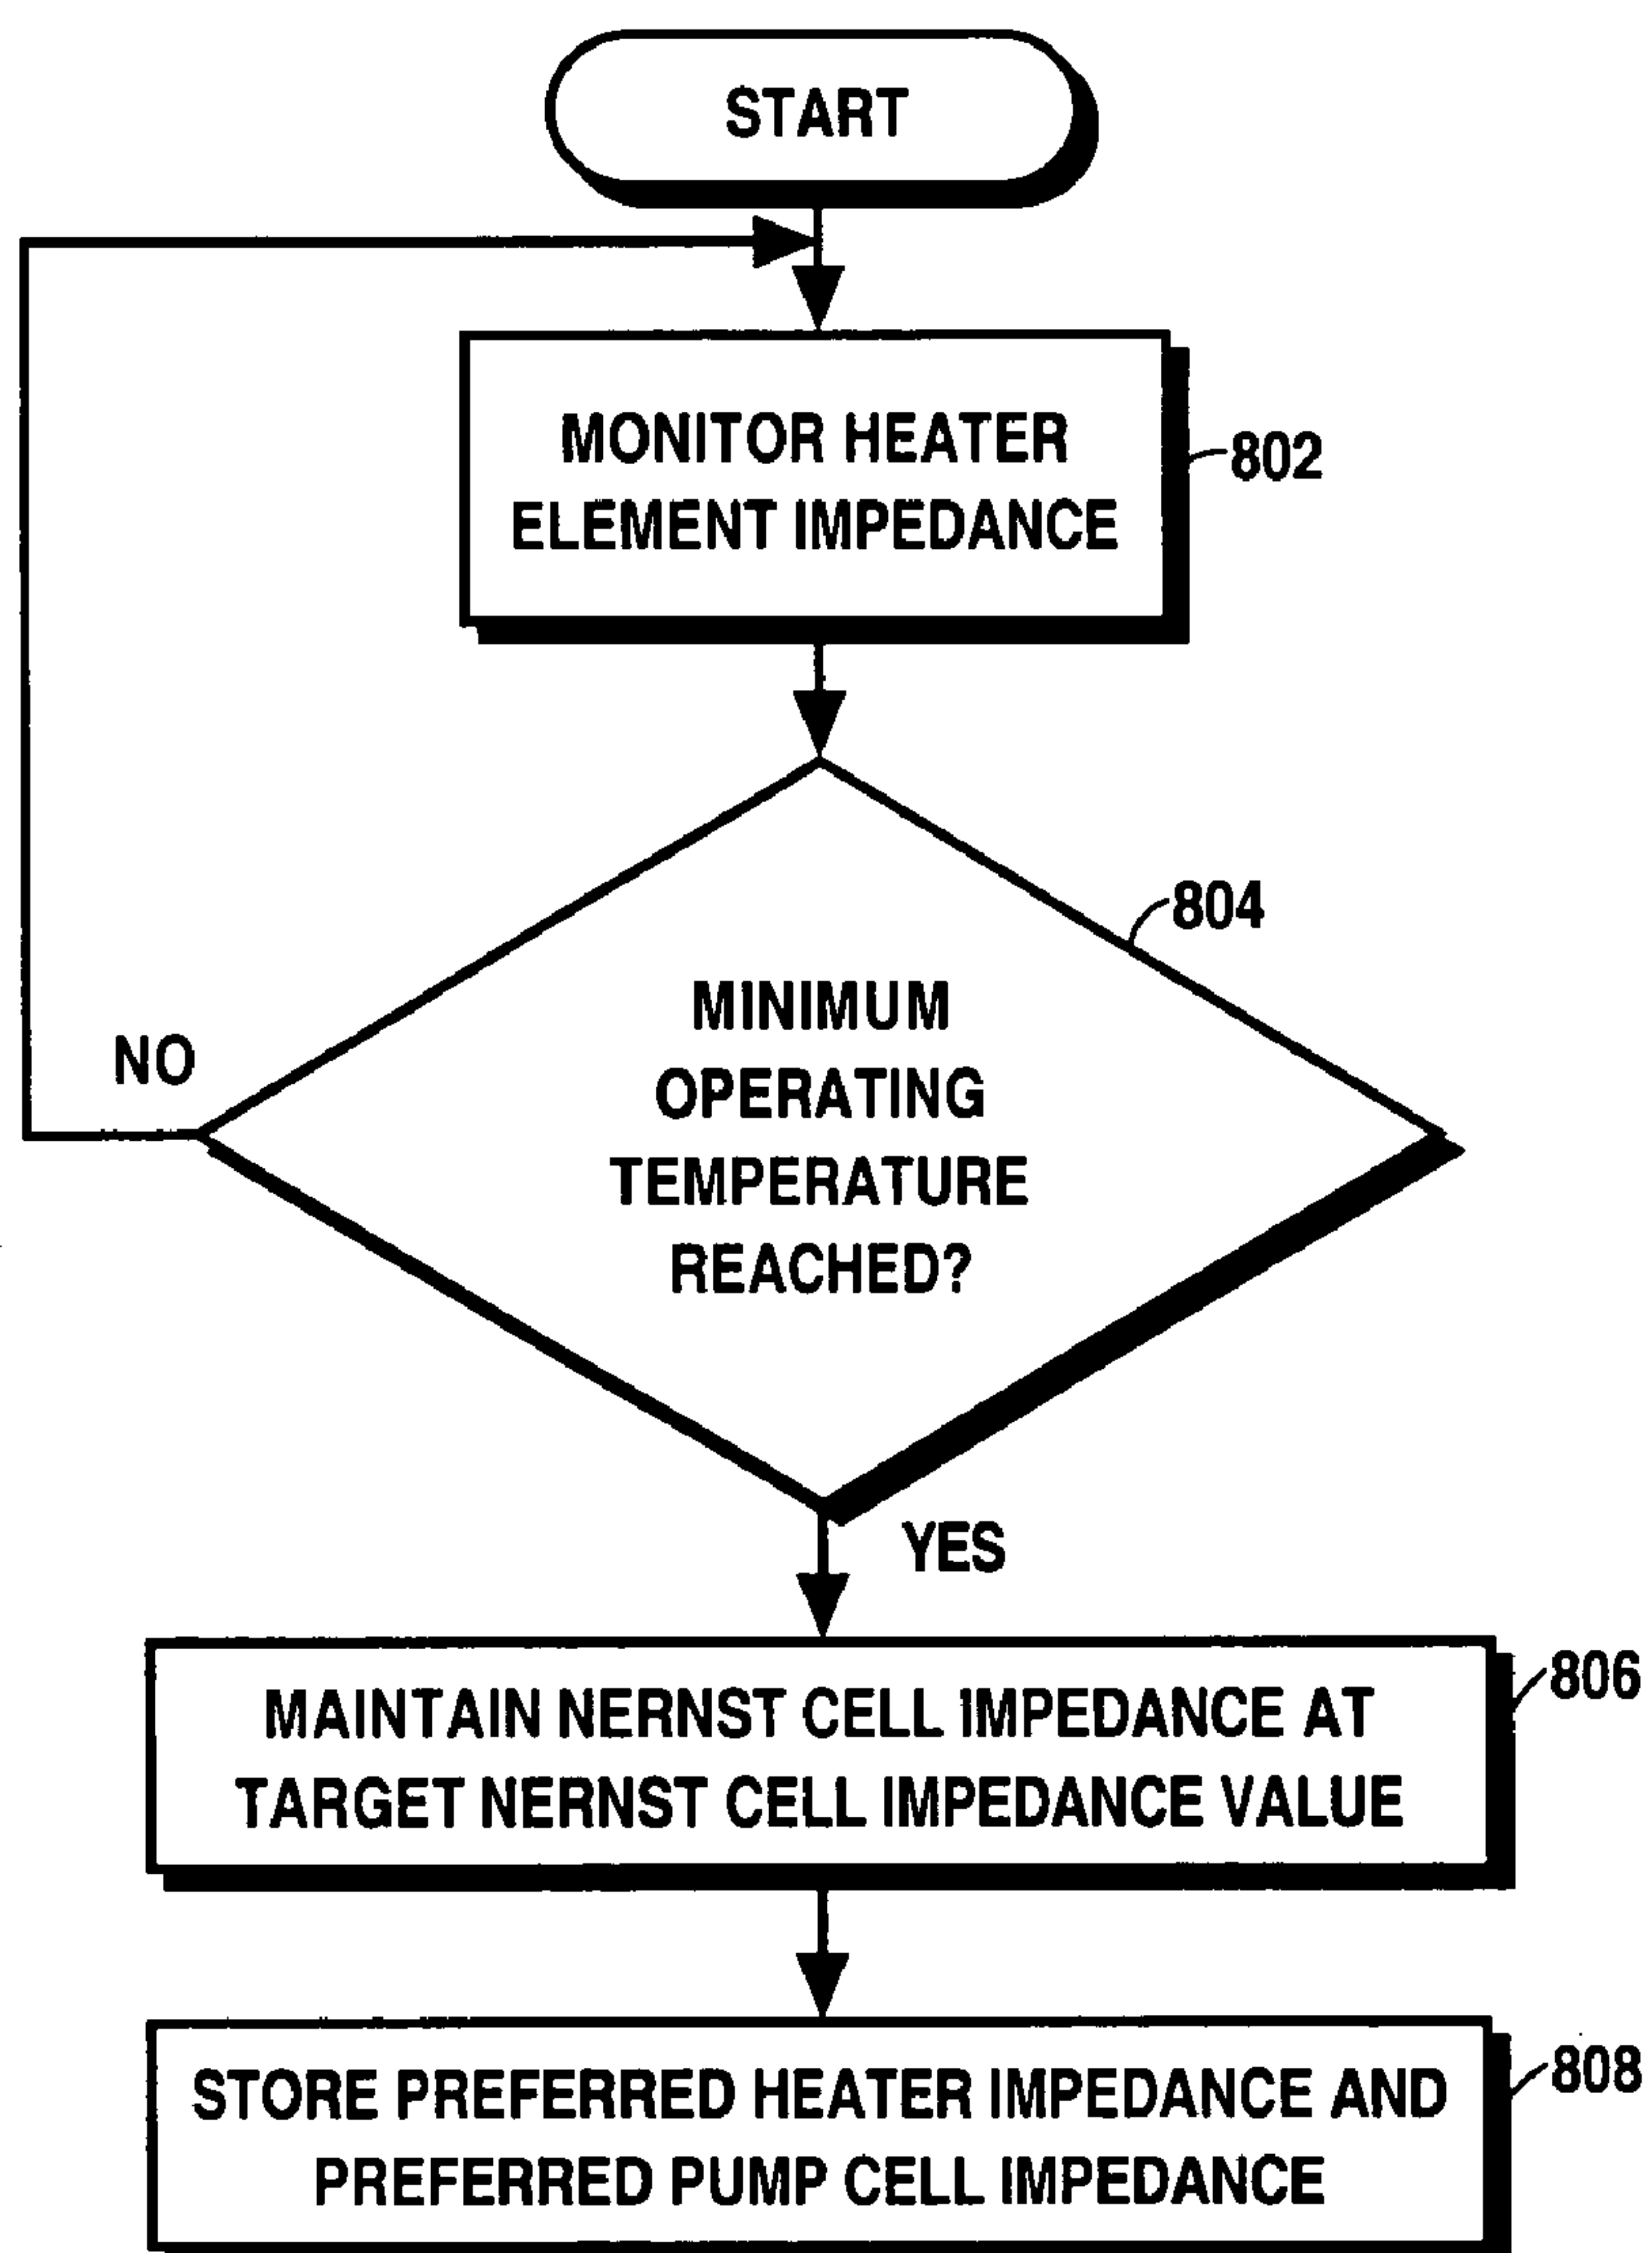 START
MONITOR HEATER
ELEMENT IMPEDANCE
802
804
MINIMUM
OPERATING
TEMPERATURE
REACHED?
NO
YES
MAINTAIN NERNST CELL IMPEDANCE AT
TARGET NERNST CELL IMPEDANCE VALUE
806
STORE PREFERRED HEATER IMPEDANCE AND
PREFERRED PUMP CELL IMPEDANCE
808